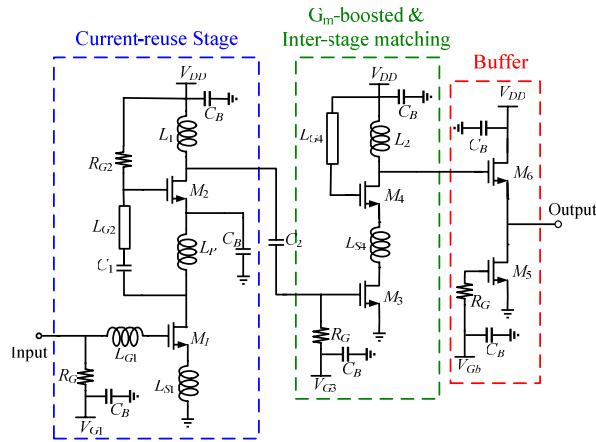 Current-reuse Stage
Gm-boosted &
Inter-stage matching
Buffer
VDD
CB
L1
RG2
M2
LG2
C1
LP
CB
C2
Input
LG1
M1
RG
CB
VG1
LS1
VDD
CB
LG4
L2
M4
LS4
M3
RG
CB
VG3
VDD
CB
M6
Output
M5
RG
CB
VGb